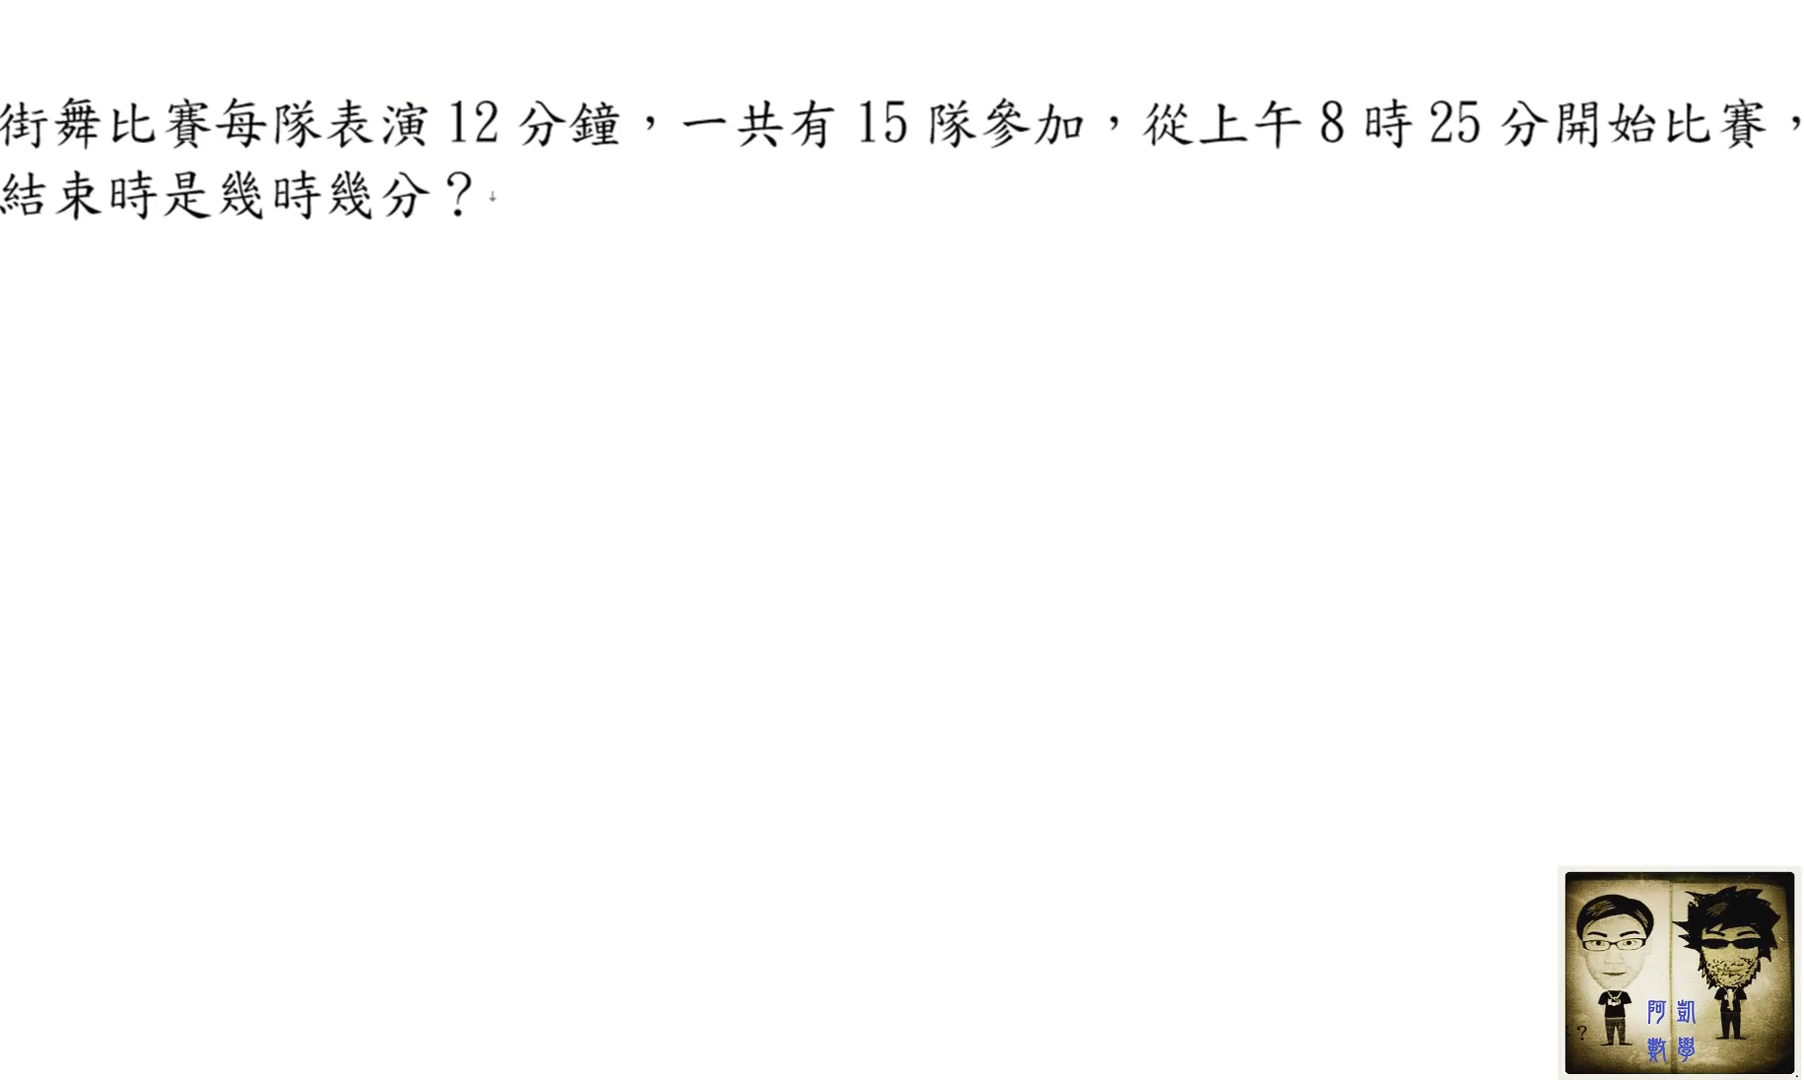 街舞比賽每隊表演 12 分鐘，一共有 15 隊參加，從上午 8 時 25 分開始比賽，
結束時是幾時幾分？↓
?
阿凱
數學